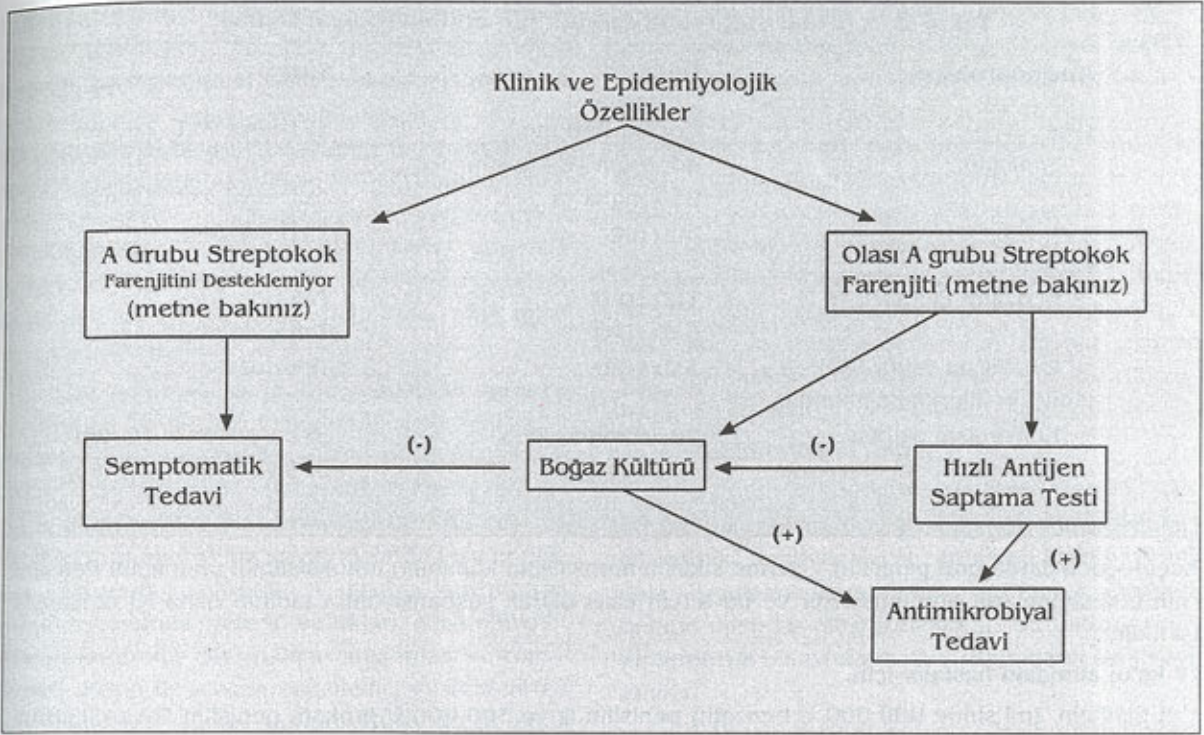 Klinik ve Epidemiyolojik
Özellikler
A Grubu Streptokok
Farenjitini Desteklemiyor
(metne bakınız)
Olası A grubu Streptokok
Farenjiti (metne bakınız)
Semptomatik
Tedavi
(-)
Boğaz Kültürü
(-)
Hızlı Antijen
Saptama Testi
(+)
(+)
Antimikrobiyal
Tedavi